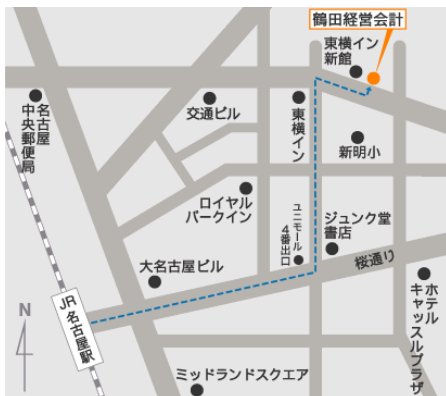 鶴田経営会計
東横イン
新館
名古屋
中央郵便局
交通ビル
東横イン
新明小
ロイヤル
パークイン
ユニモール
4番出口
ジュンク堂
書店
桜通り
大名古屋ビル
ホテル
キャッスルプラザ
N
JR
名古屋駅
ミッドランドスクエア